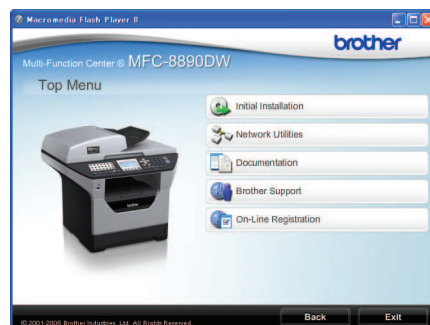 Macromedia Flash Player 8
brother
Multi-Function Center ® MFC-8890DW
Top Menu
Initial Installation
Network Utilities
Documentation
Brother Support
On-Line Registration
Back
Exit
© 2001-2008 Brother Industries, Ltd. All Rights Reserved.